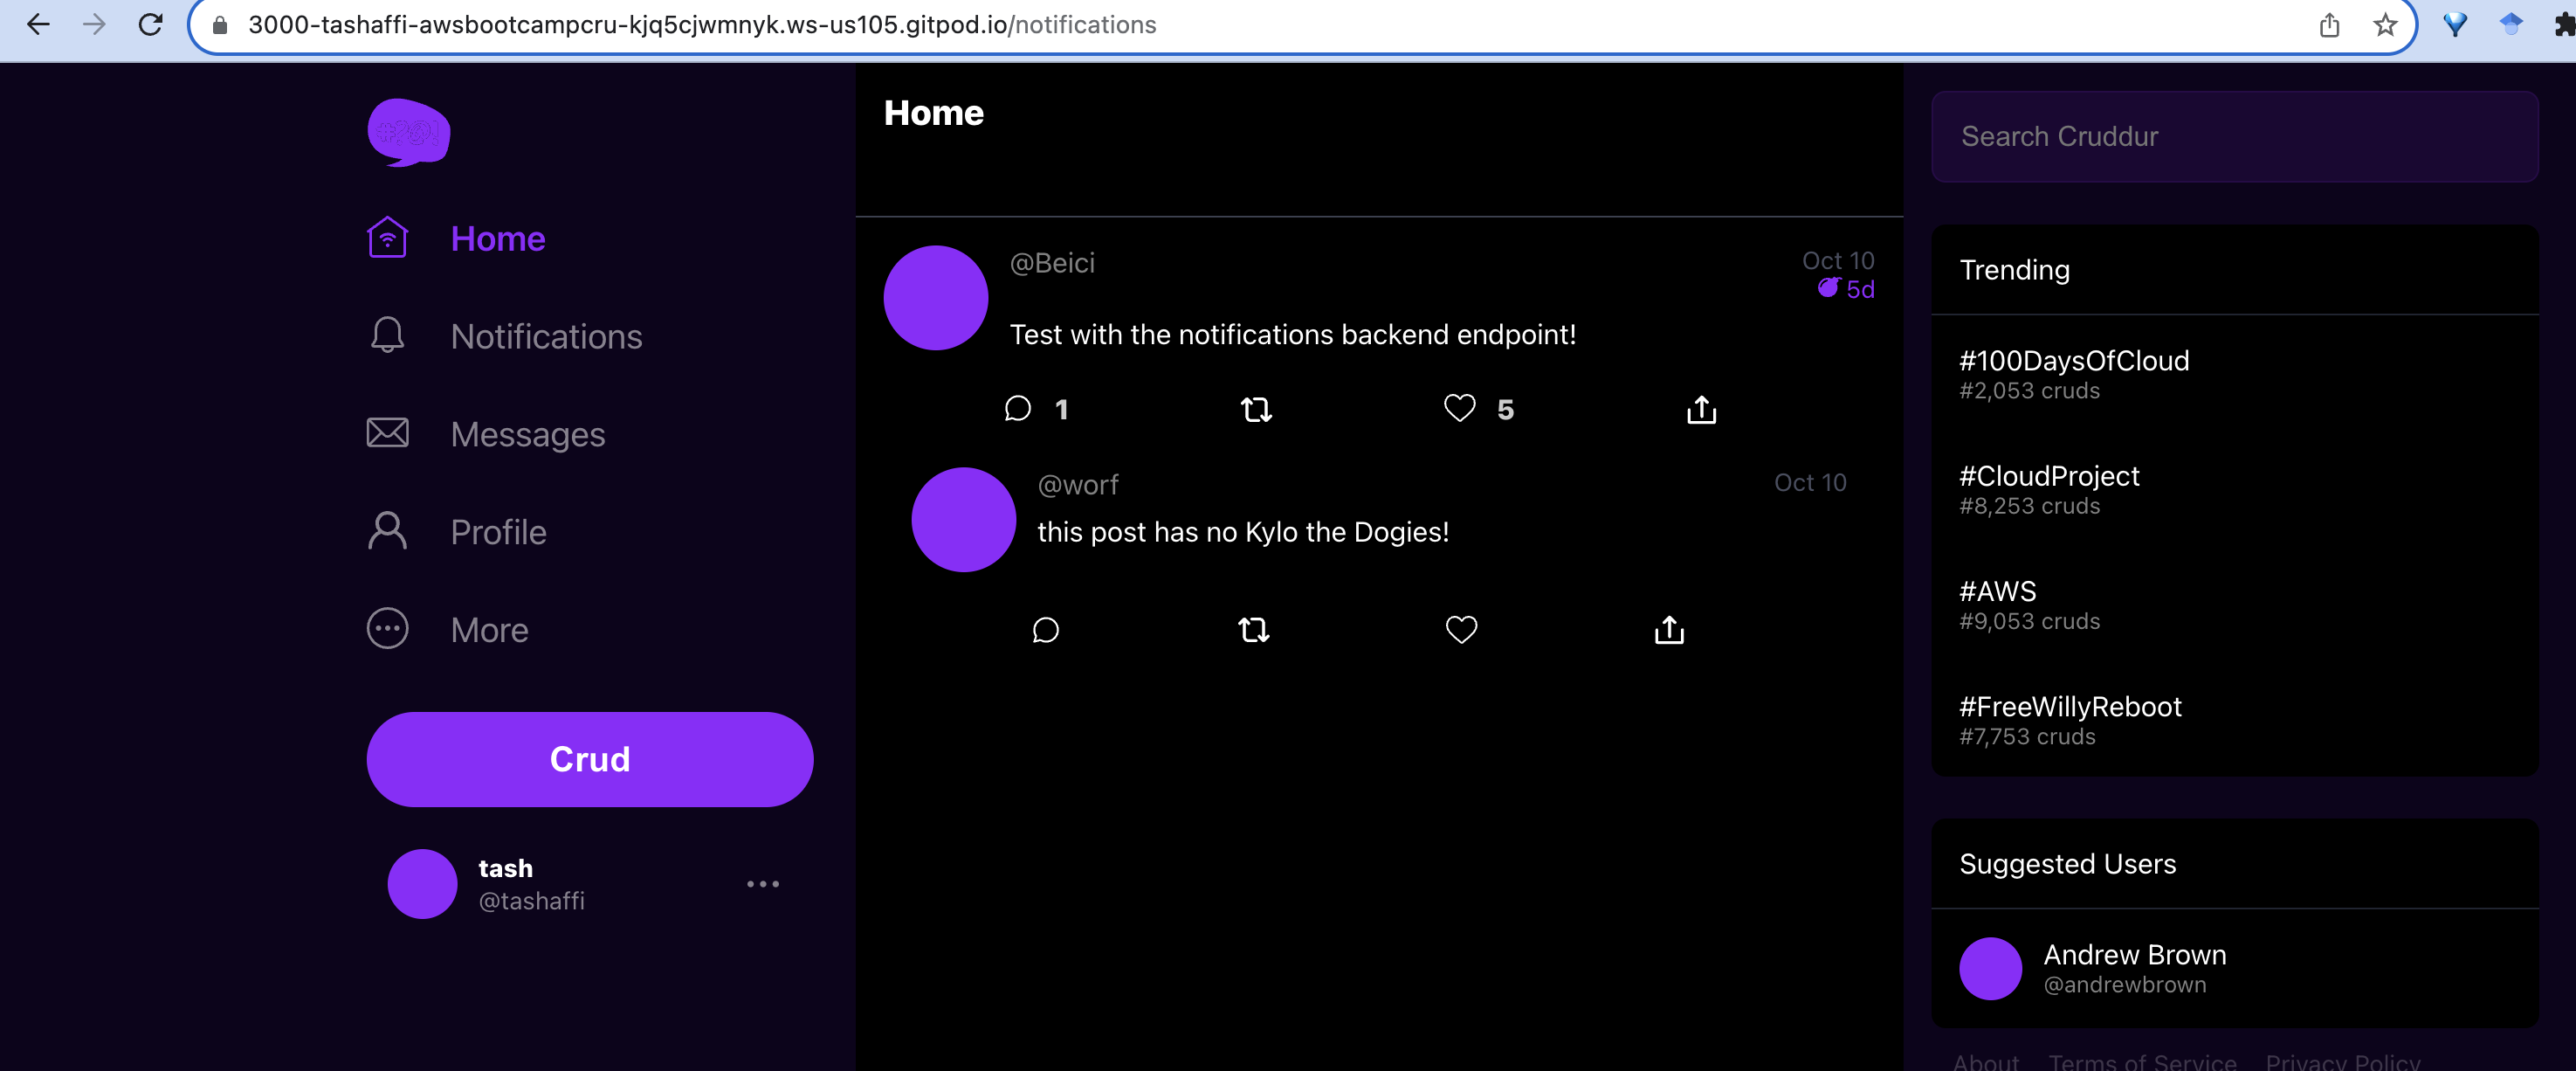 3000-tashaffi-awsbootcampcru-kjq5cjwmnyk.ws-us105.gitpod.io/notifications
#?@!
Home
Notifications
Messages
Profile
More
Crud
tash
@tashaffi
Home
@Beici
Oct 10
5d
Test with the notifications backend endpoint!
1
5
@worf
Oct 10
this post has no Kylo the Dogies!
Search Cruddur
Trending
#100DaysOfCloud
#2,053 cruds
#CloudProject
#8,253 cruds
#AWS
#9,053 cruds
#FreeWillyReboot
#7,753 cruds
Suggested Users
Andrew Brown
@andrewbrown
About Terms of Service Privacy Policy